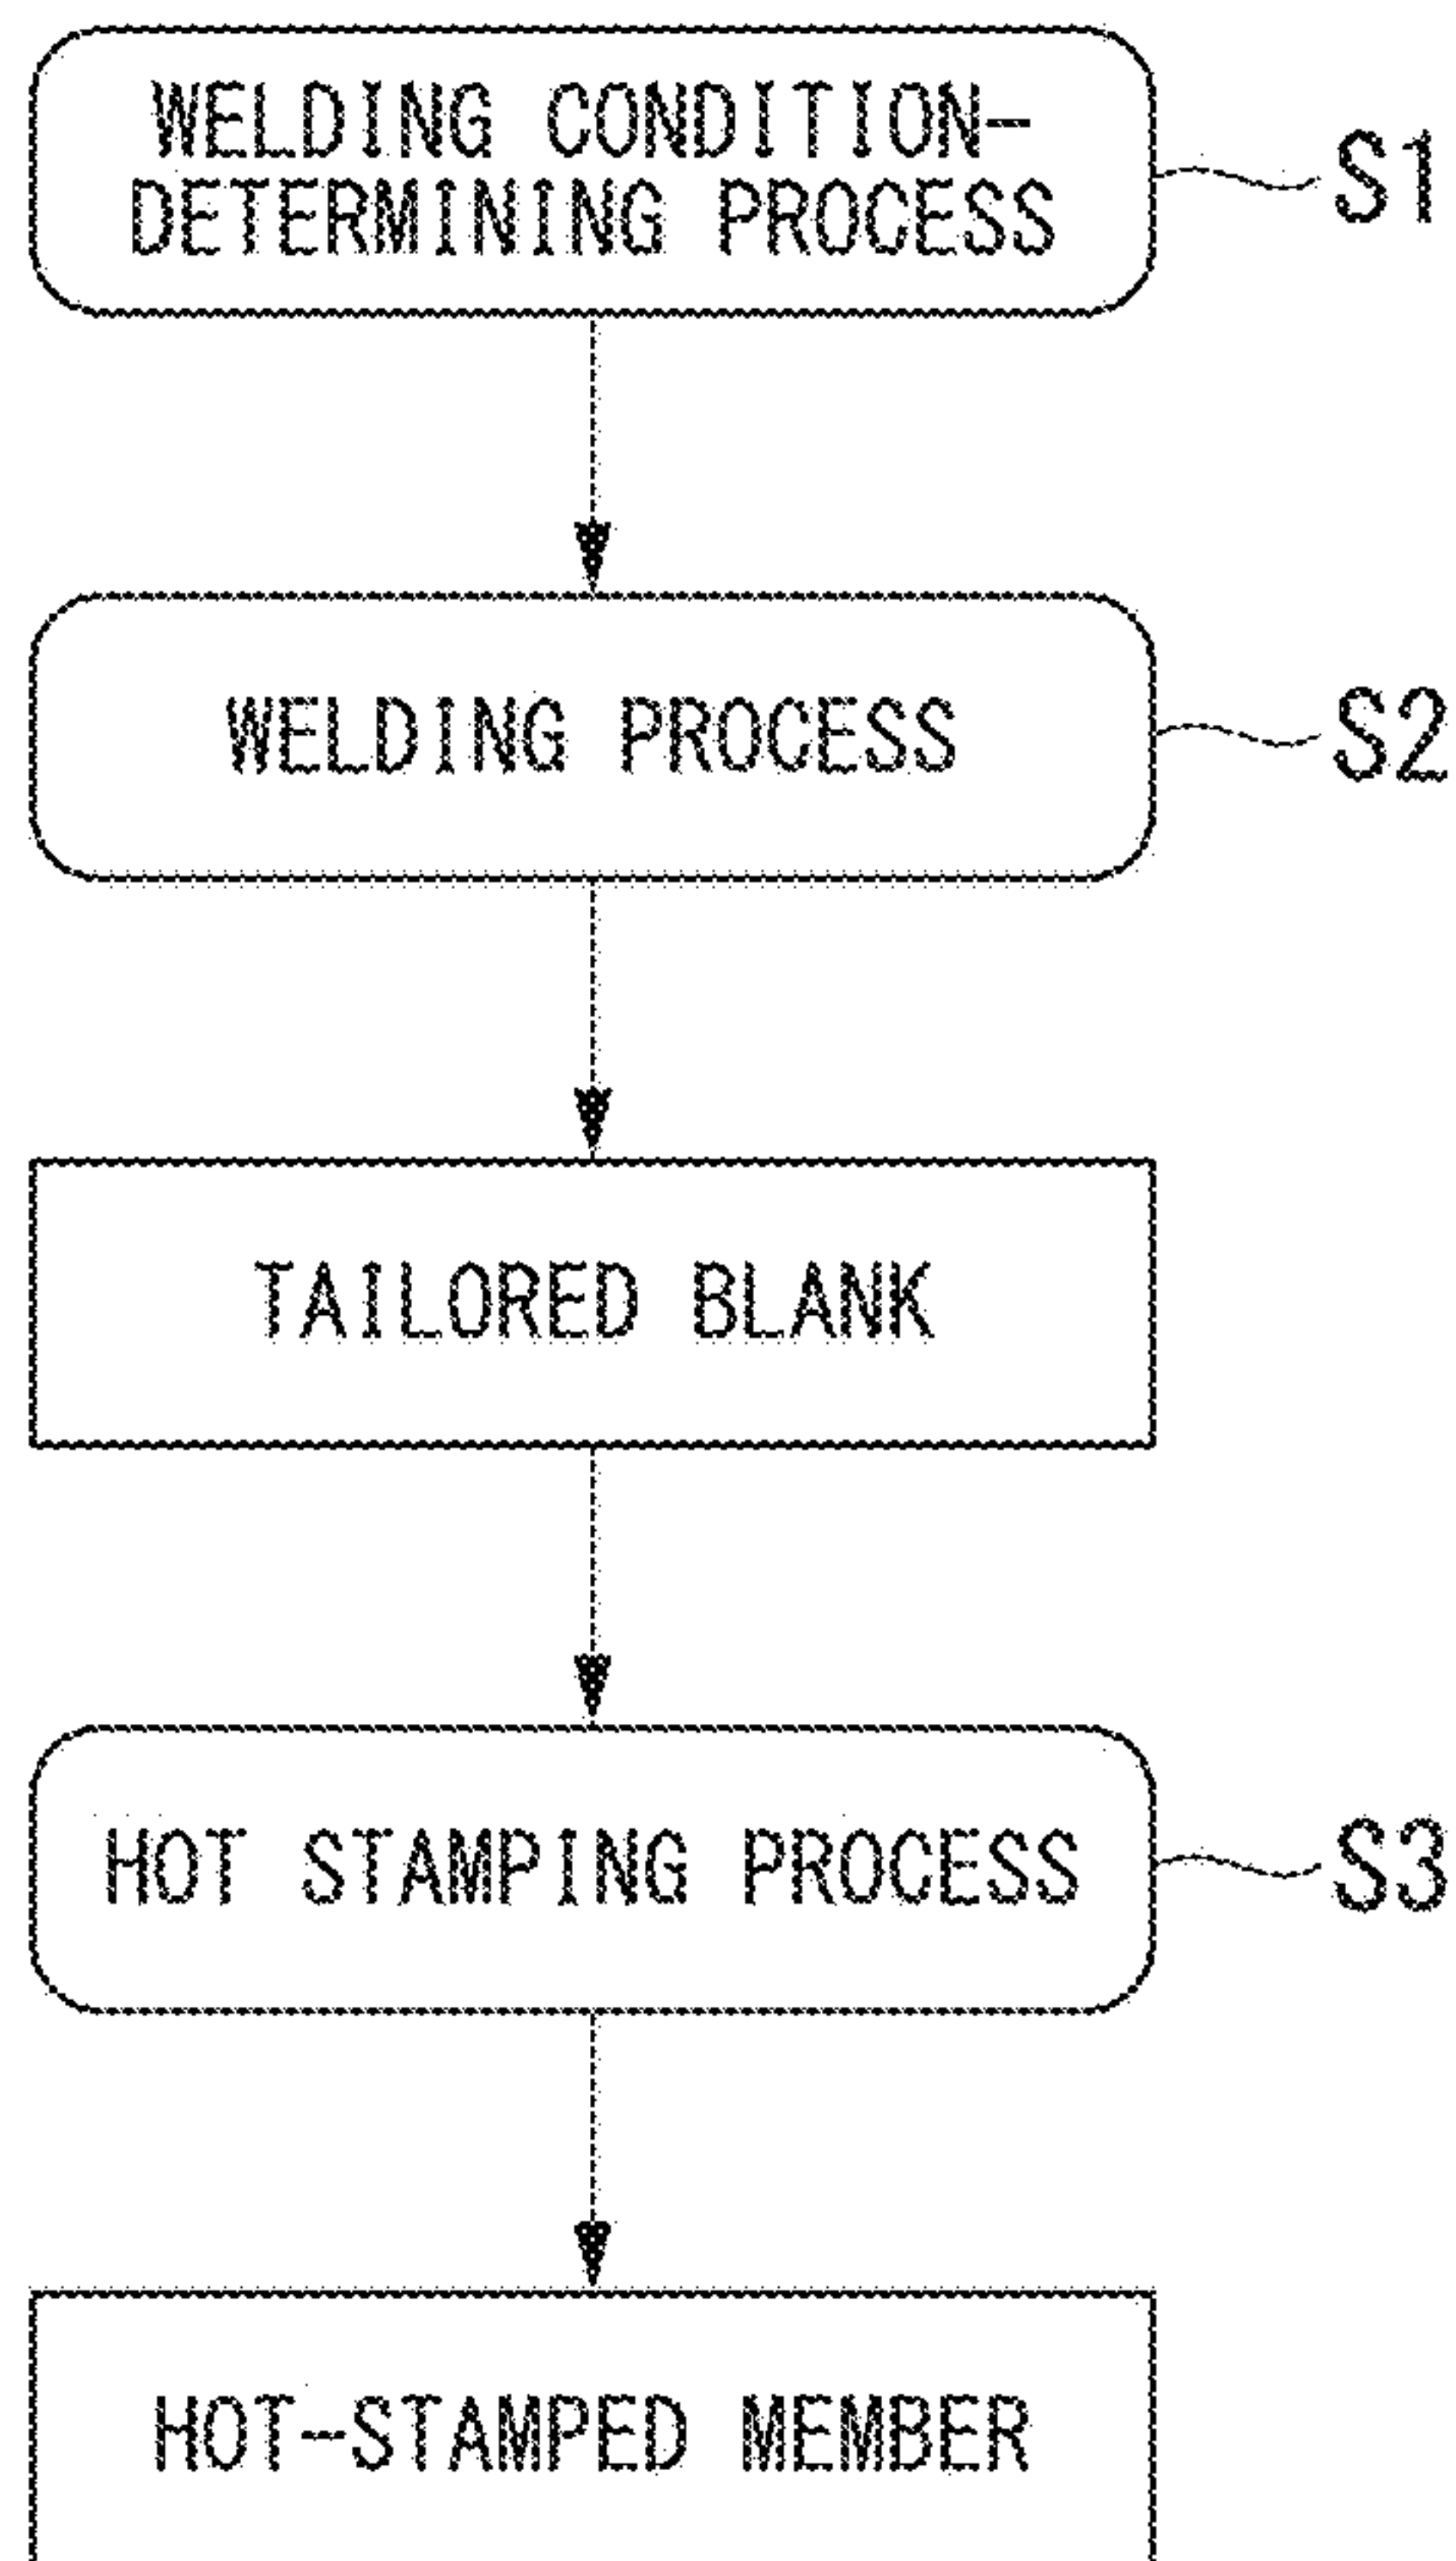 WELDING CONDITION-
DETERMINING PROCESS
S1
WELDING PROCESS
S2
TAILORED BLANK
HOT STAMPING PROCESS
S3
HOT-STAMPED MEMBER